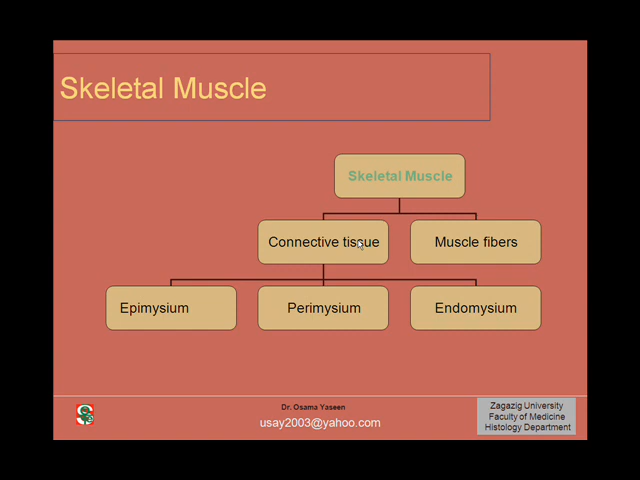 Skeletal Muscle
Skeletal Muscle
Connective tissue
Muscle fibers
Epimysium
Perimysium
Endomysium
Dr. Osama Yaseen
usay2003@yahoo.com
Zagazig University
Faculty of Medicine
Histology Department